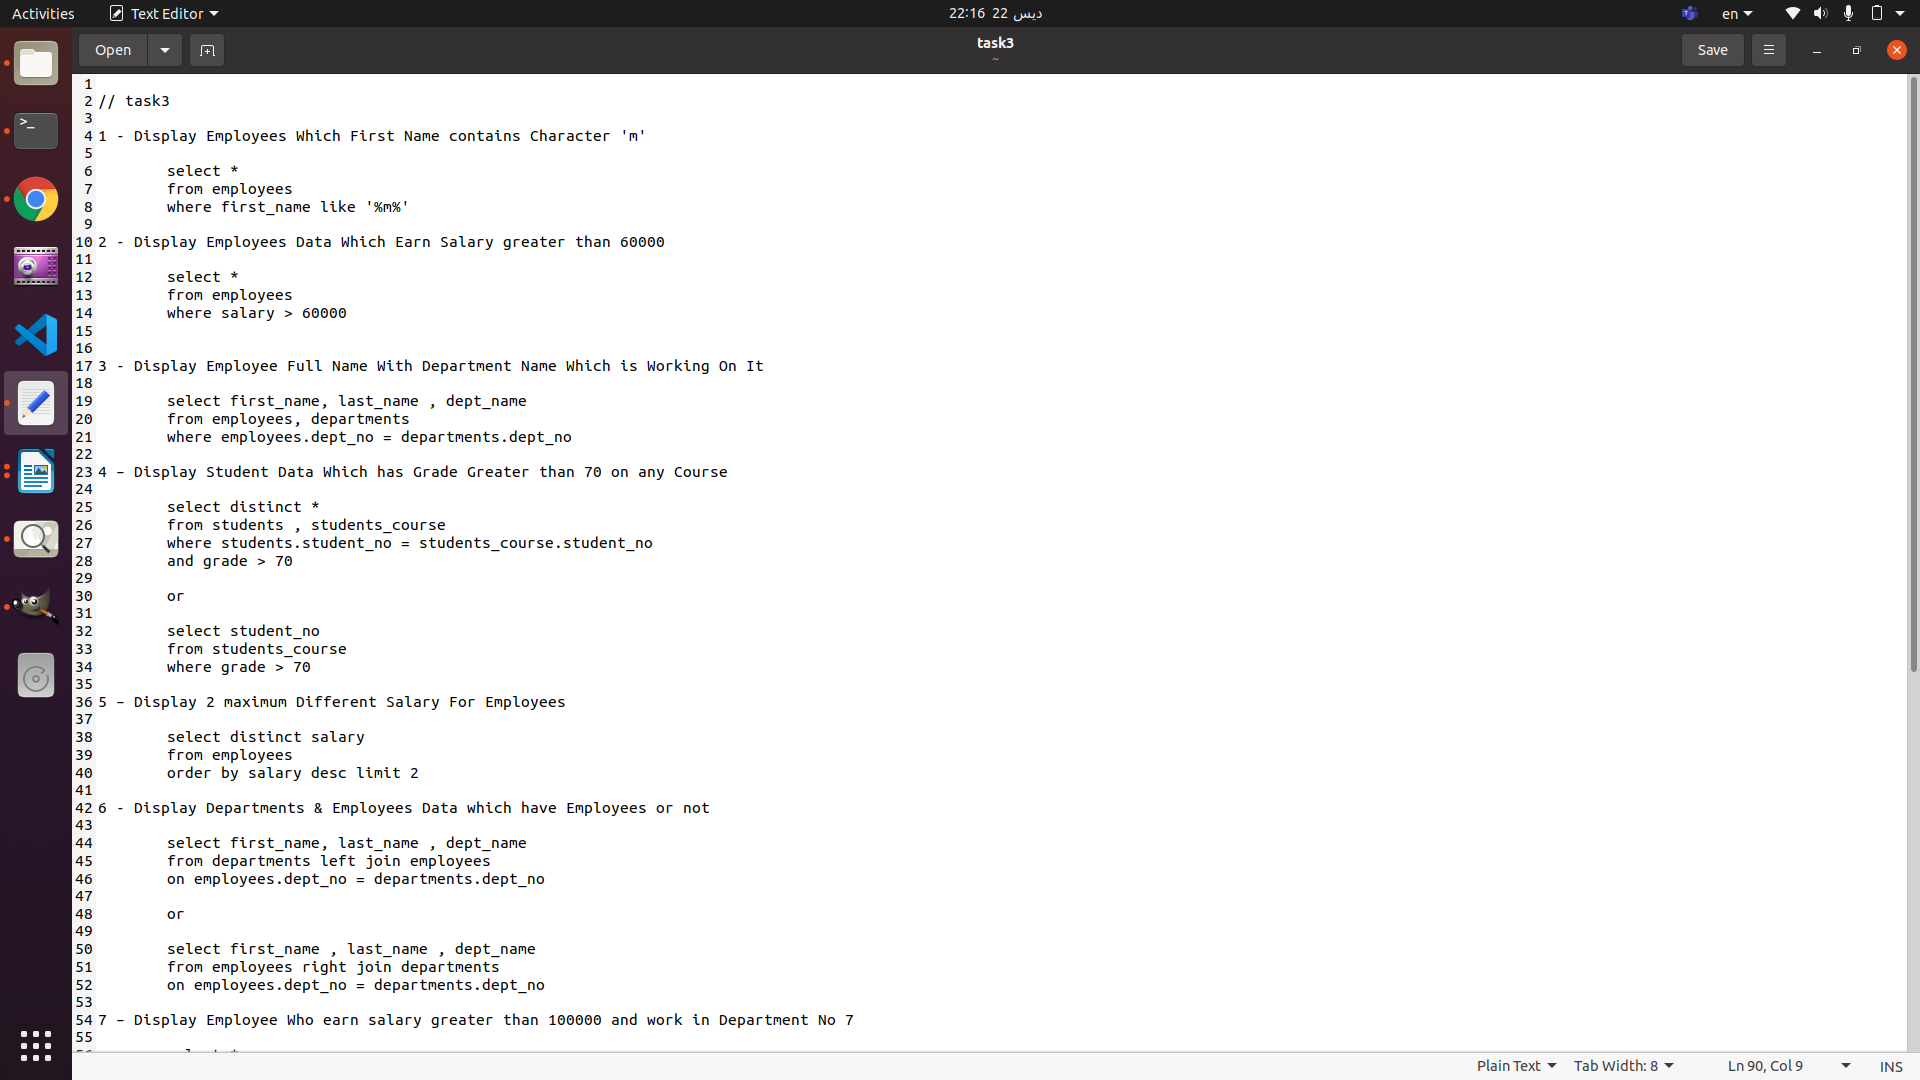 Activities
Text Editor
22:16 22 ديس
en
Open
task3
~
Save
1
2 // task3
3
4 1 - Display Employees Which First Name contains Character 'm'
5
6 select *
7 from employees
8 where first_name like '%m%'
9
10 2 - Display Employees Data Which Earn Salary greater than 60000
11
12 select *
13 from employees
14 where salary > 60000
15
16
17 3 - Display Employee Full Name With Department Name Which is Working On It
18
19 select first_name, last_name , dept_name
20 from employees, departments
21 where employees.dept_no = departments.dept_no
22
23 4 – Display Student Data Which has Grade Greater than 70 on any Course
24
25 select distinct *
26 from students , students_course
27 where students.student_no = students_course.student_no
28 and grade > 70
29
30 or
31
32 select student_no
33 from students_course
34 where grade > 70
35
36 5 – Display 2 maximum Different Salary For Employees
37
38 select distinct salary
39 from employees
40 order by salary desc limit 2
41
42 6 - Display Departments & Employees Data which have Employees or not
43
44 select first_name, last_name , dept_name
45 from departments left join employees
46 on employees.dept_no = departments.dept_no
47
48 or
49
50 select first_name , last_name , dept_name
51 from employees right join departments
52 on employees.dept_no = departments.dept_no
53
54 7 – Display Employee Who earn salary greater than 100000 and work in Department No 7
55
Plain Text
Tab Width: 8
Ln 90, Col 9
INS